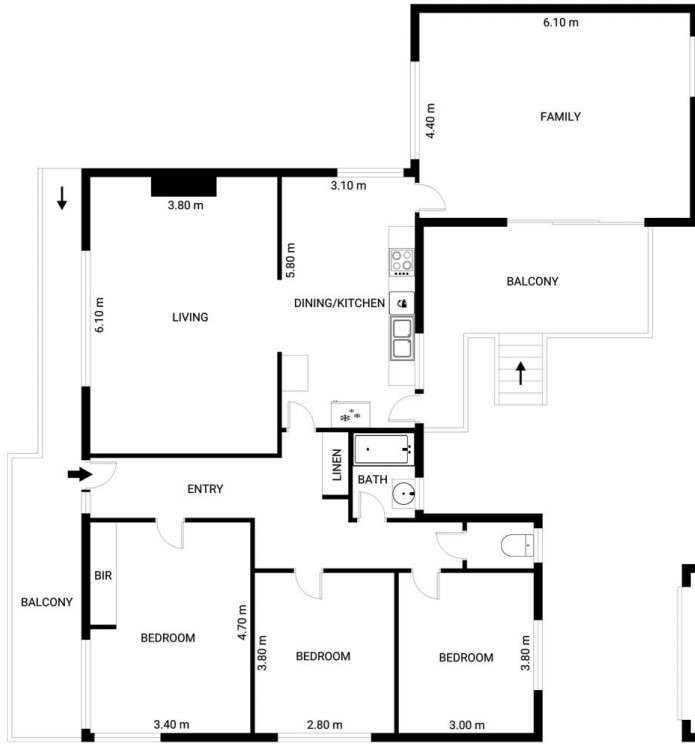 6.10 m
4.40 m
FAMILY
3.80 m
3.10 m
5.80 m
6.10 m
LIVING
DINING/KITCHEN
BALCONY
LINEN
BATH
ENTRY
BIR
BALCONY
BEDROOM
4.70 m
3.40 m
3.80 m
BEDROOM
2.80 m
BEDROOM
3.80 m
3.00 m